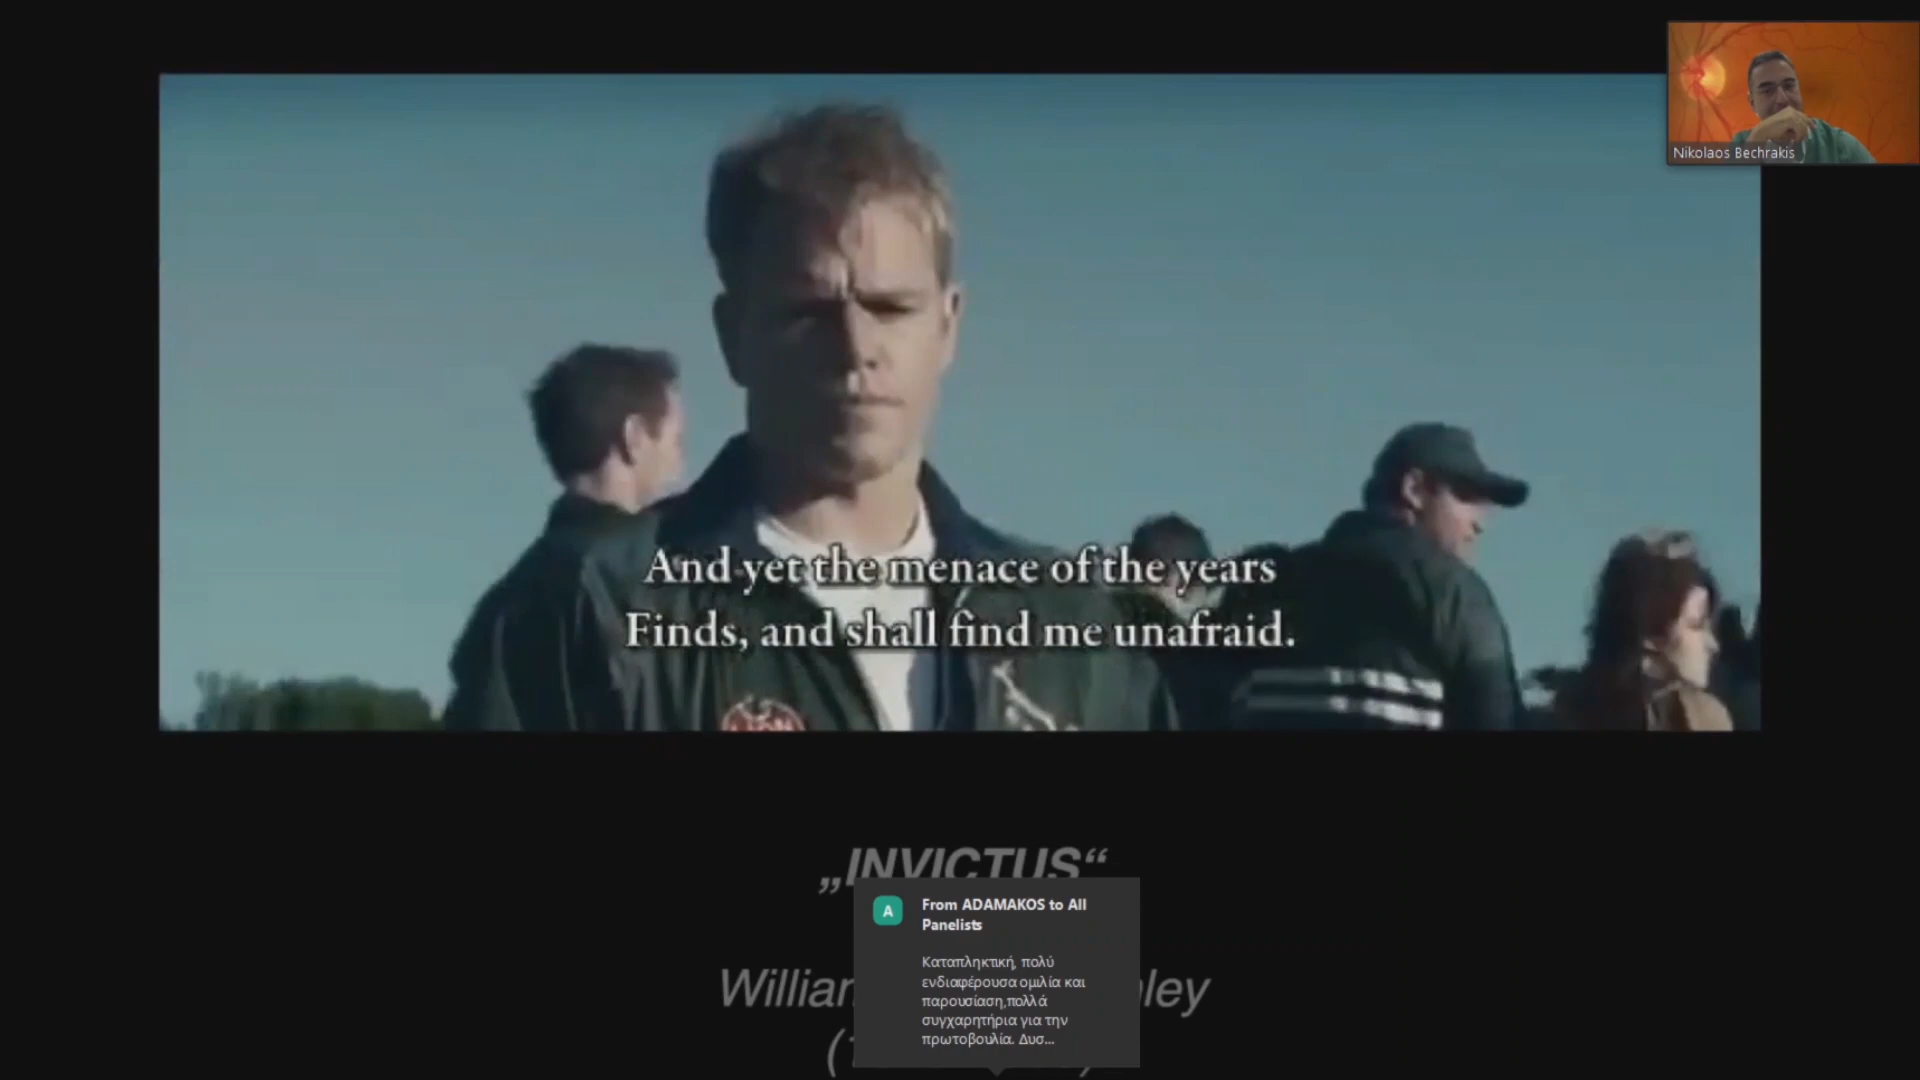 Nikolaos Bechrakis
And yet the menace of the years
Finds, and shall find me unafraid.
„INVICTUS“
From ADAMAKOS to All
Panelists
A
Καταπληκτική, πολύ
ενδιαφέρουσα ομιλία και
παρουσίαση,πολλά
συγχαρητήρια για την
πρωτοβουλία. Δυσ...